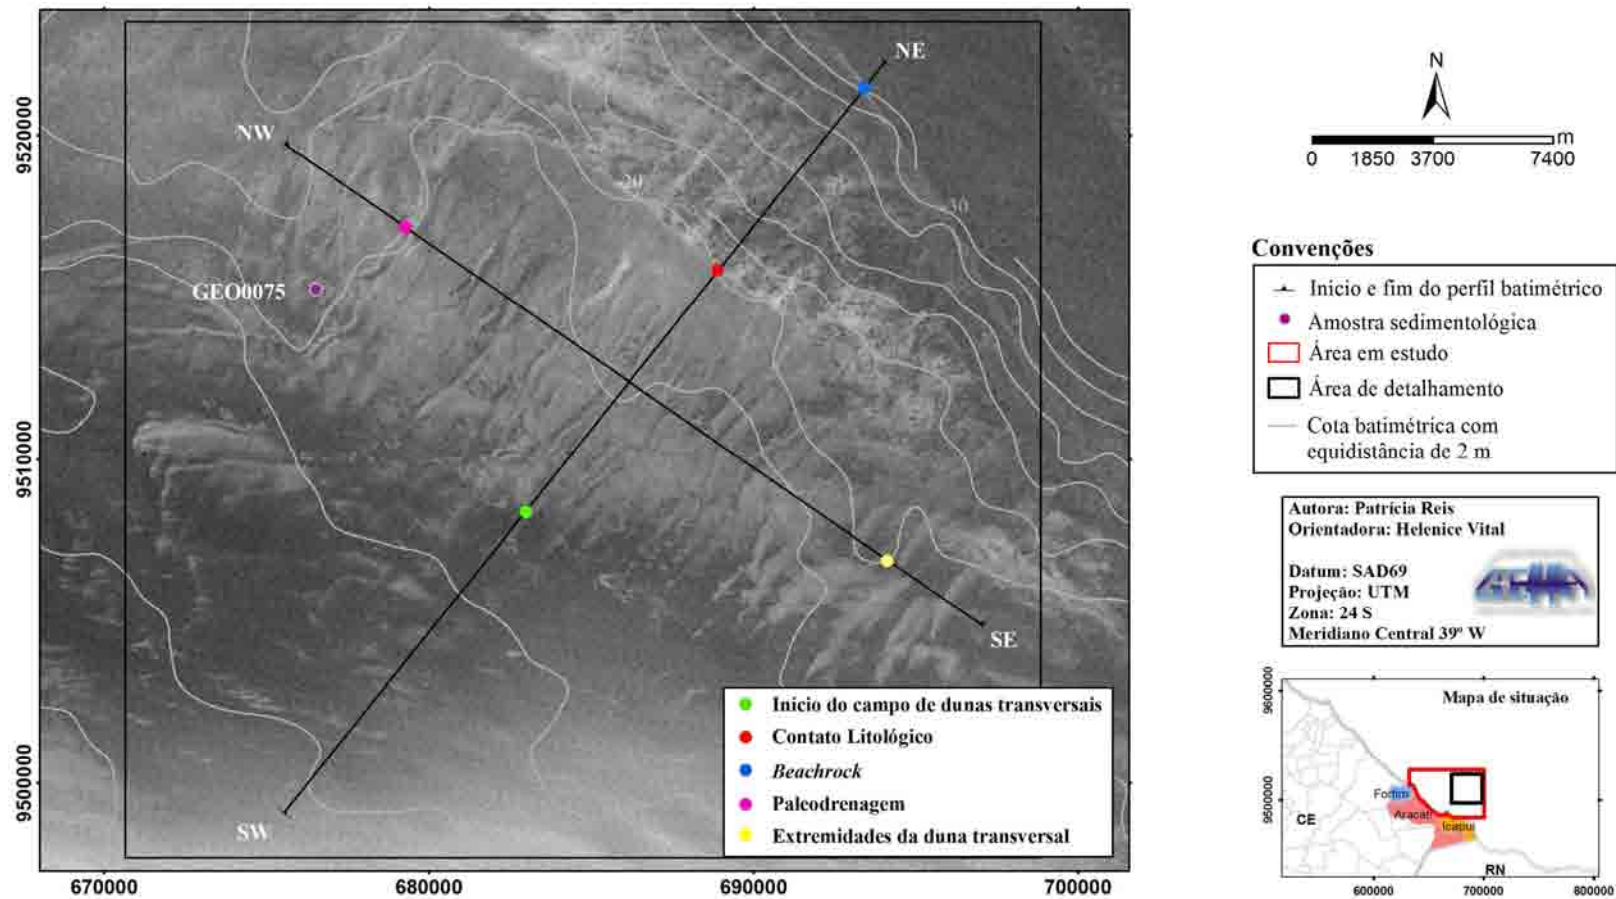 NE
NW
9520000
-20
-30
GEO0075
9510000
SE
9500000
SW
Inicio do campo de dunas transversais
Contato Litológico
Beachrock
Paleodrenagem
Extremidades da duna transversal
670000
680000
690000
700000
N
m
0
1850
3700
7400
Convenções
Inicio e fim do perfil batimétrico
Amostra sedimentológica
Área em estudo
Área de detalhamento
Cota batimétrica com
equidistância de 2 m
Autora: Patrícia Reis
Orientadora: Helenice Vital
Datum: SAD69
Projeção: UTM
Zona: 24 S
Meridiano Central 39º W
Mapa de situação
9600000
9500000
Fortim
Aracati
Icapui
CE
RN
600000
700000
800000